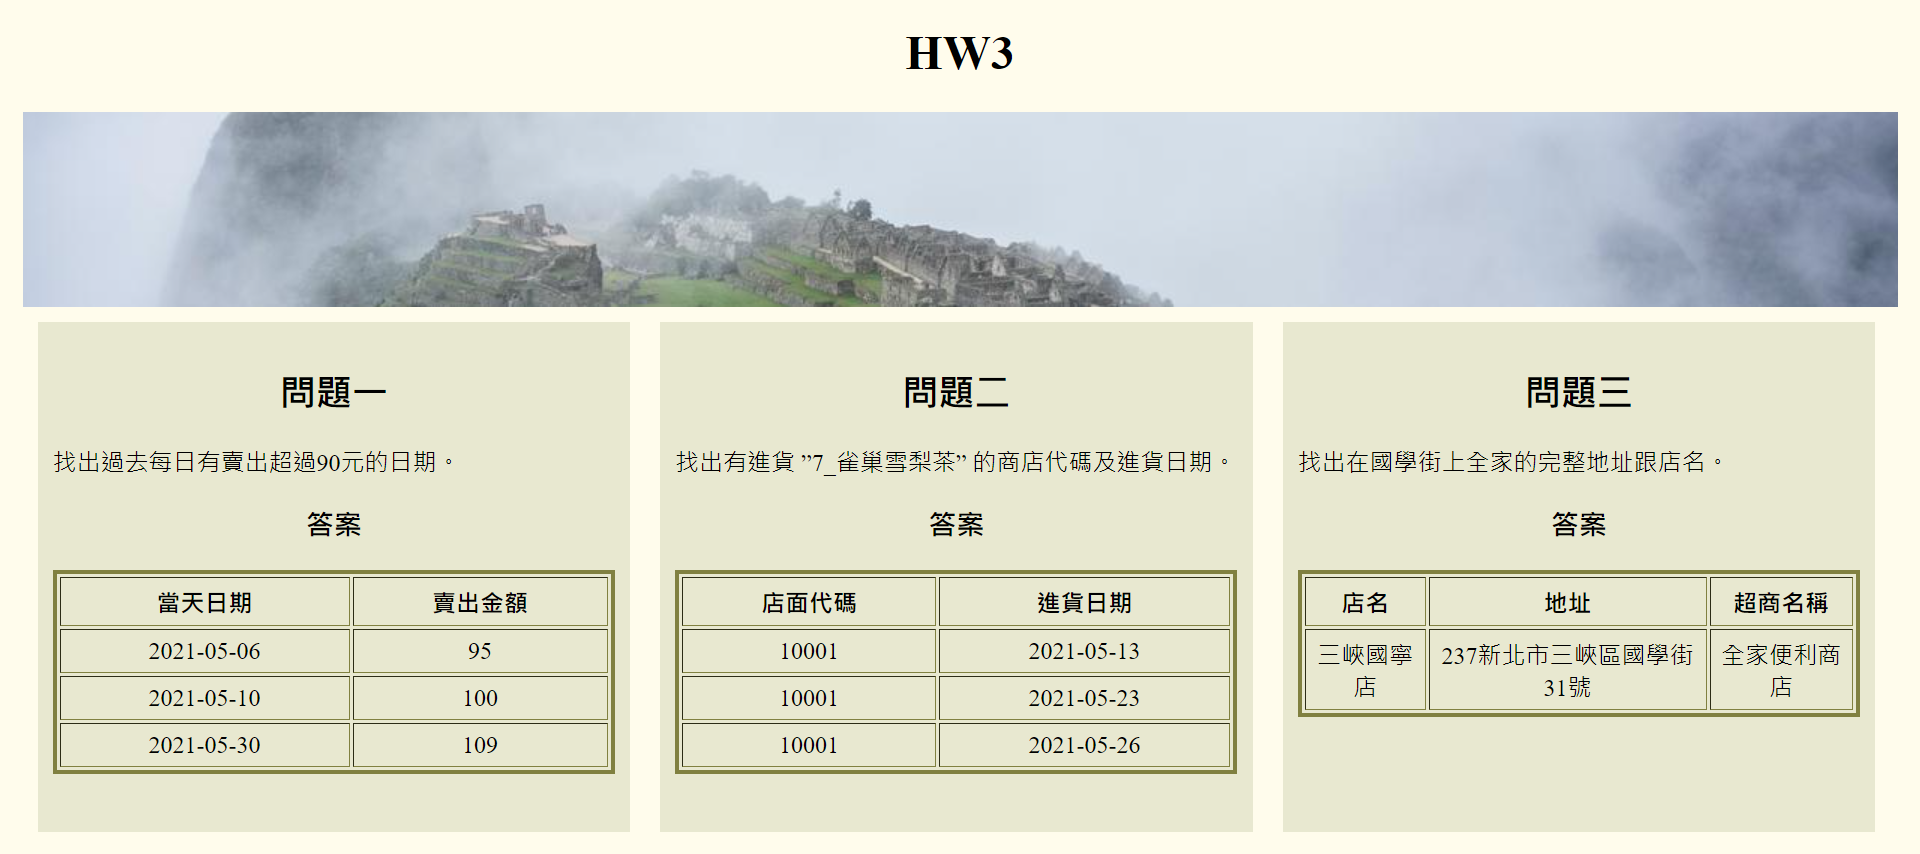 HW3
問題一
找出過去每日有賣出超過90元的日期。
答案
當天日期 賣出金額
2021-05-06 95
2021-05-10 100
2021-05-30 109
問題二
找出有進貨 ”7_雀巢雪梨茶” 的商店代碼及進貨日期。
答案
店面代碼 進貨日期
10001 2021-05-13
10001 2021-05-23
10001 2021-05-26
問題三
找出在國學街上全家的完整地址跟店名。
答案
店名 地址 超商名稱
三峽國寧
店
237新北市三峽區國學街
31號
全家便利商
店